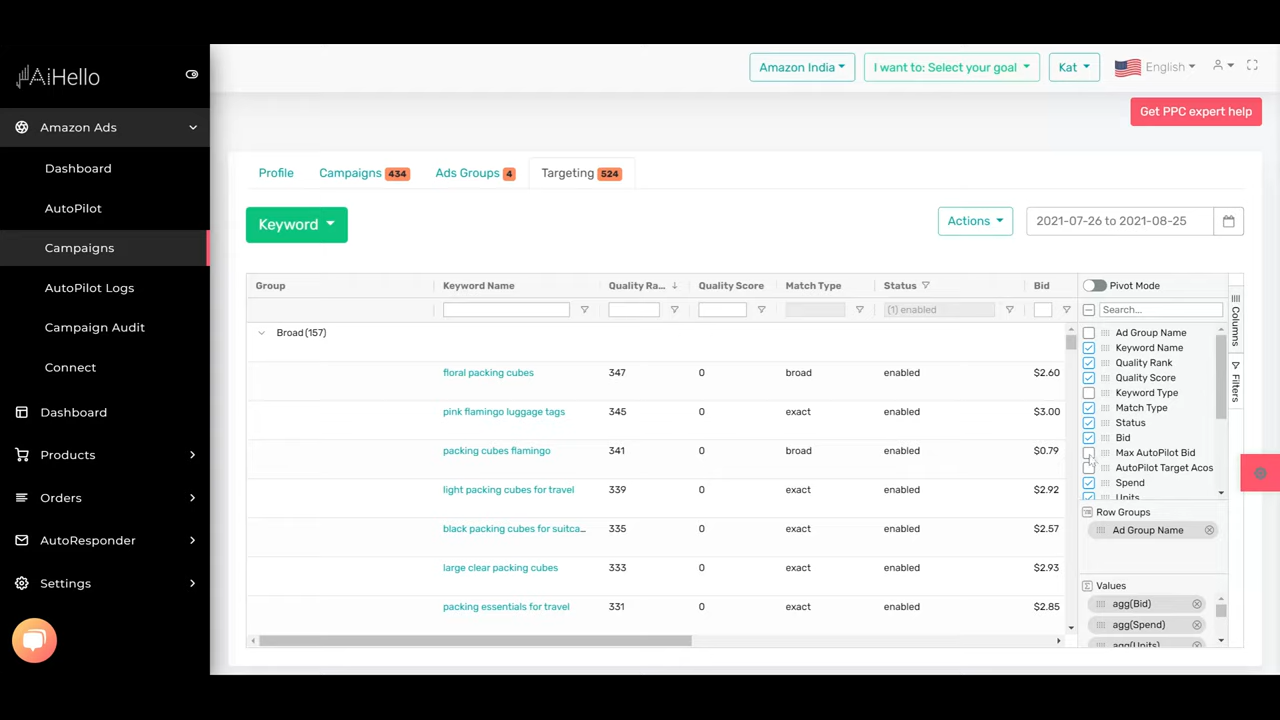 AiHello
Amazon India
I want to: Select your goal
Kat
English
Get PPC expert help
Amazon Ads
Dashboard
AutoPilot
Campaigns
AutoPilot Logs
Campaign Audit
Connect
Dashboard
Products
Orders
AutoResponder
Settings
Profile
Campaigns 434
Ads Groups 4
Targeting 524
Keyword
Actions
2021-07-26 to 2021-08-25
Group Keyword Name Quality Ra... Quality Score Match Type Status Bid
(1) enabled
Broad (157)
floral packing cubes 347 0 broad enabled $2.60
pink flamingo luggage tags 345 0 exact enabled $3.00
packing cubes flamingo 341 0 broad enabled $0.79
light packing cubes for travel 339 0 exact enabled $2.92
black packing cubes for suitca... 335 0 exact enabled $2.57
large clear packing cubes 333 0 exact enabled $2.93
packing essentials for travel 331 0 exact enabled $2.85
Pivot Mode
Search...
Ad Group Name
Keyword Name
Quality Rank
Quality Score
Keyword Type
Match Type
Status
Bid
Max AutoPilot Bid
AutoPilot Target Acos
Spend
Units
Row Groups
Ad Group Name
Values
agg(Bid)
agg(Spend)
agg(Units)
Columns
Filters